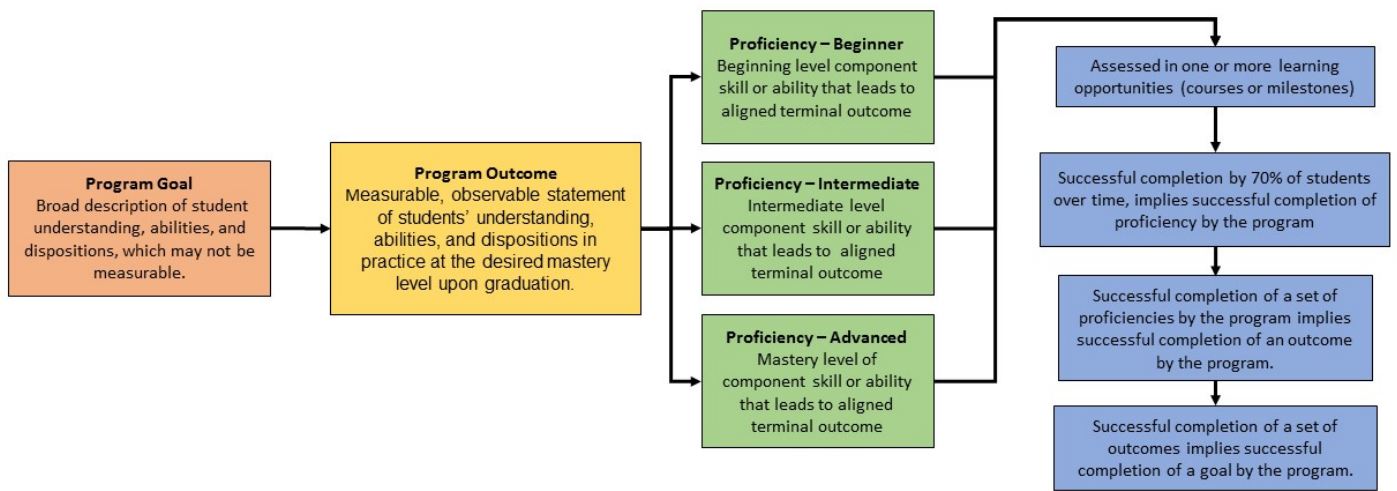 Program Goal
Broad description of student
understanding, abilities, and
dispositions, which may not be
measurable.
Program Outcome
Measurable, observable statement
of students’ understanding,
abilities, and dispositions in
practice at the desired mastery
level upon graduation.
Proficiency – Beginner
Beginning level component
skill or ability that leads to
aligned terminal outcome
Proficiency – Intermediate
Intermediate level
component skill or ability
that leads to  aligned
terminal outcome
Proficiency – Advanced
Mastery level of
component skill or ability
that leads to aligned
terminal outcome
Assessed in one or more learning
opportunities (courses or milestones)
Successful completion by 70% of students
over time, implies successful completion of
proficiency by the program
Successful completion of a set of
proficiencies by the program implies
successful completion of an outcome
by the program.
Successful completion of a set of
outcomes implies successful
completion of a goal by the program.